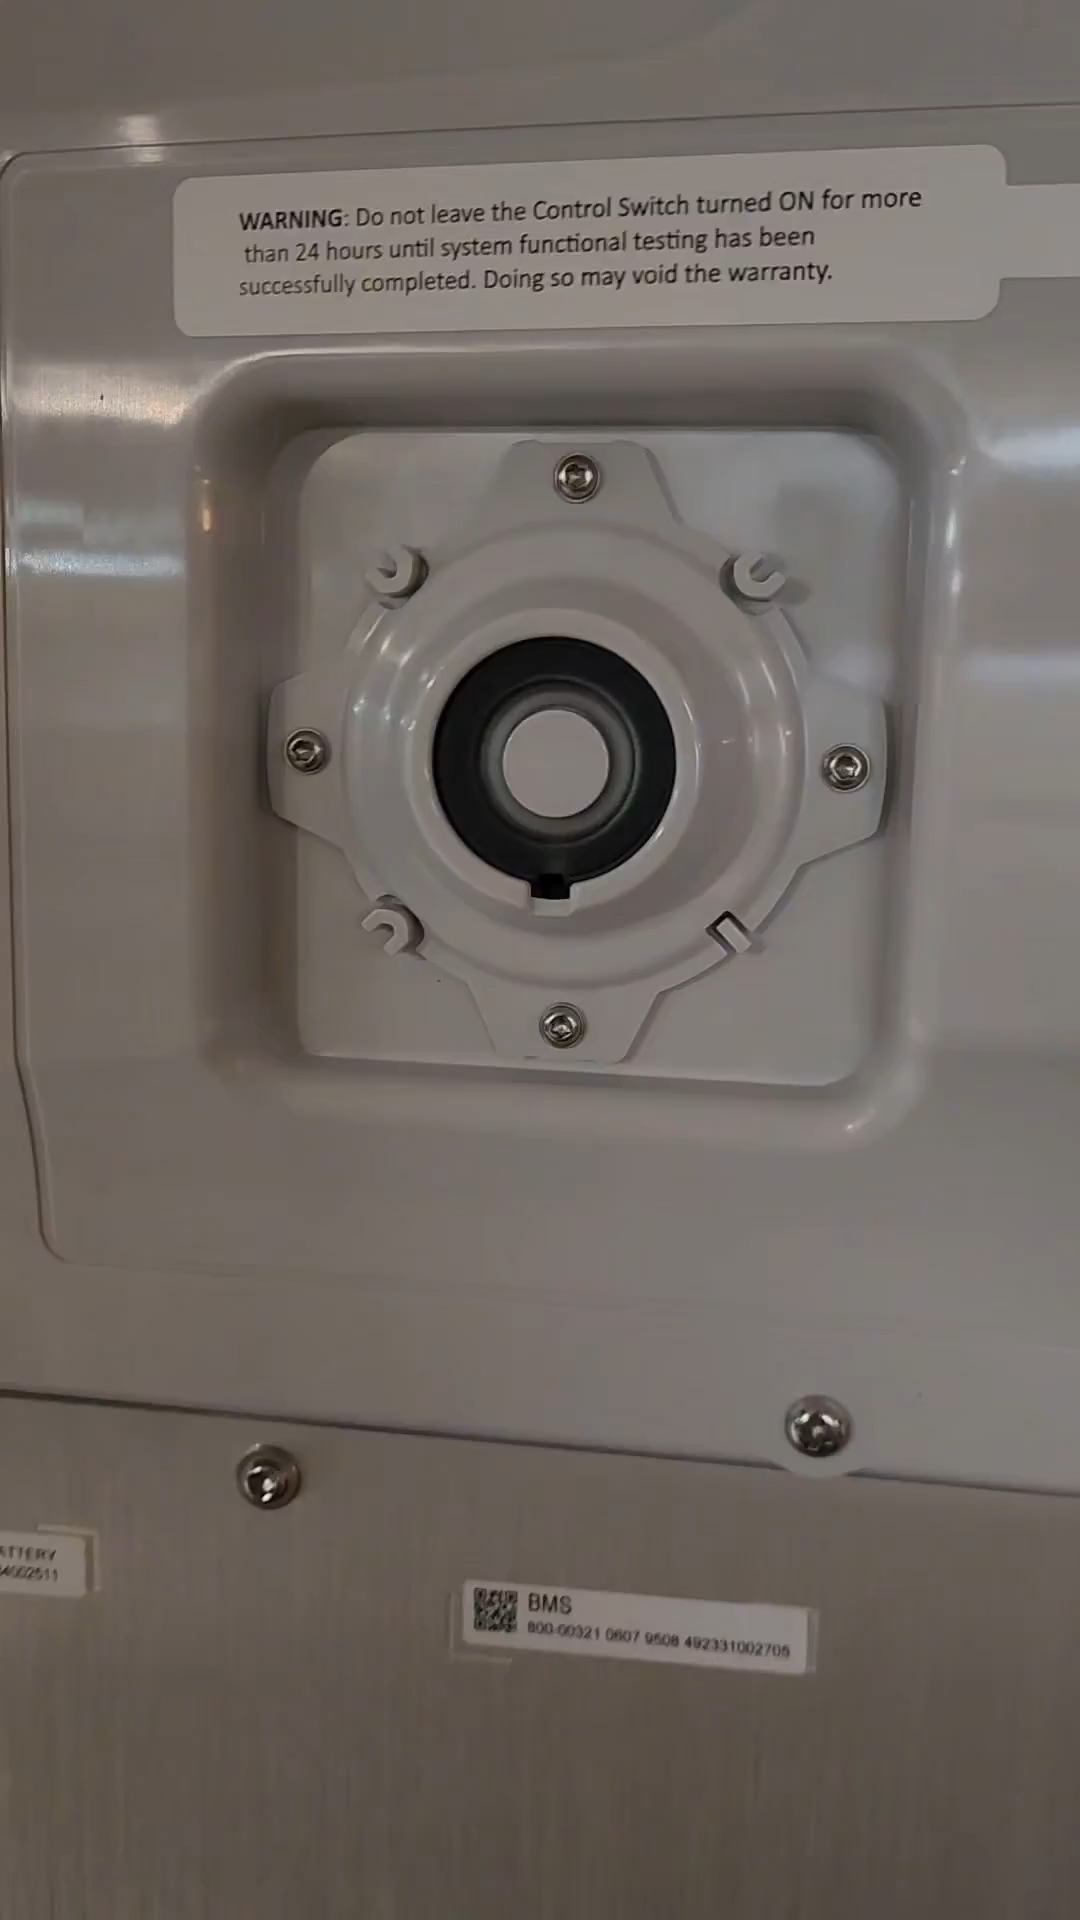 WARNING: Do not leave the Control Switch turned ON for more
than 24 hours until system functional testing has been
successfully completed. Doing so may void the warranty.
ATTERY
BMS
800-00321 0607 9508 492331002705